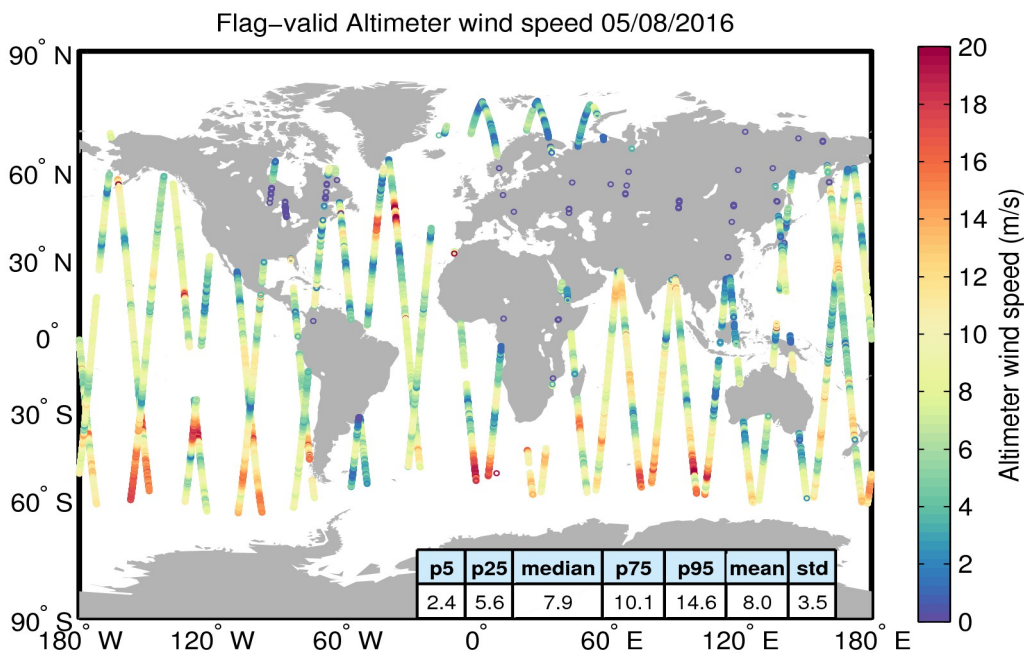 Flag−valid Altimeter wind speed 05/08/2016
90° N
60° N
30° N
0°
30° S
60° S
90° S
180° W
120° W
60° W
0°
60° E
120° E
180° E
p5 p25 median p75 p95 mean std
2.4 5.6 7.9 10.1 14.6 8.0 3.5
20
18
16
14
12
10
8
6
4
2
0
Altimeter wind speed (m/s)